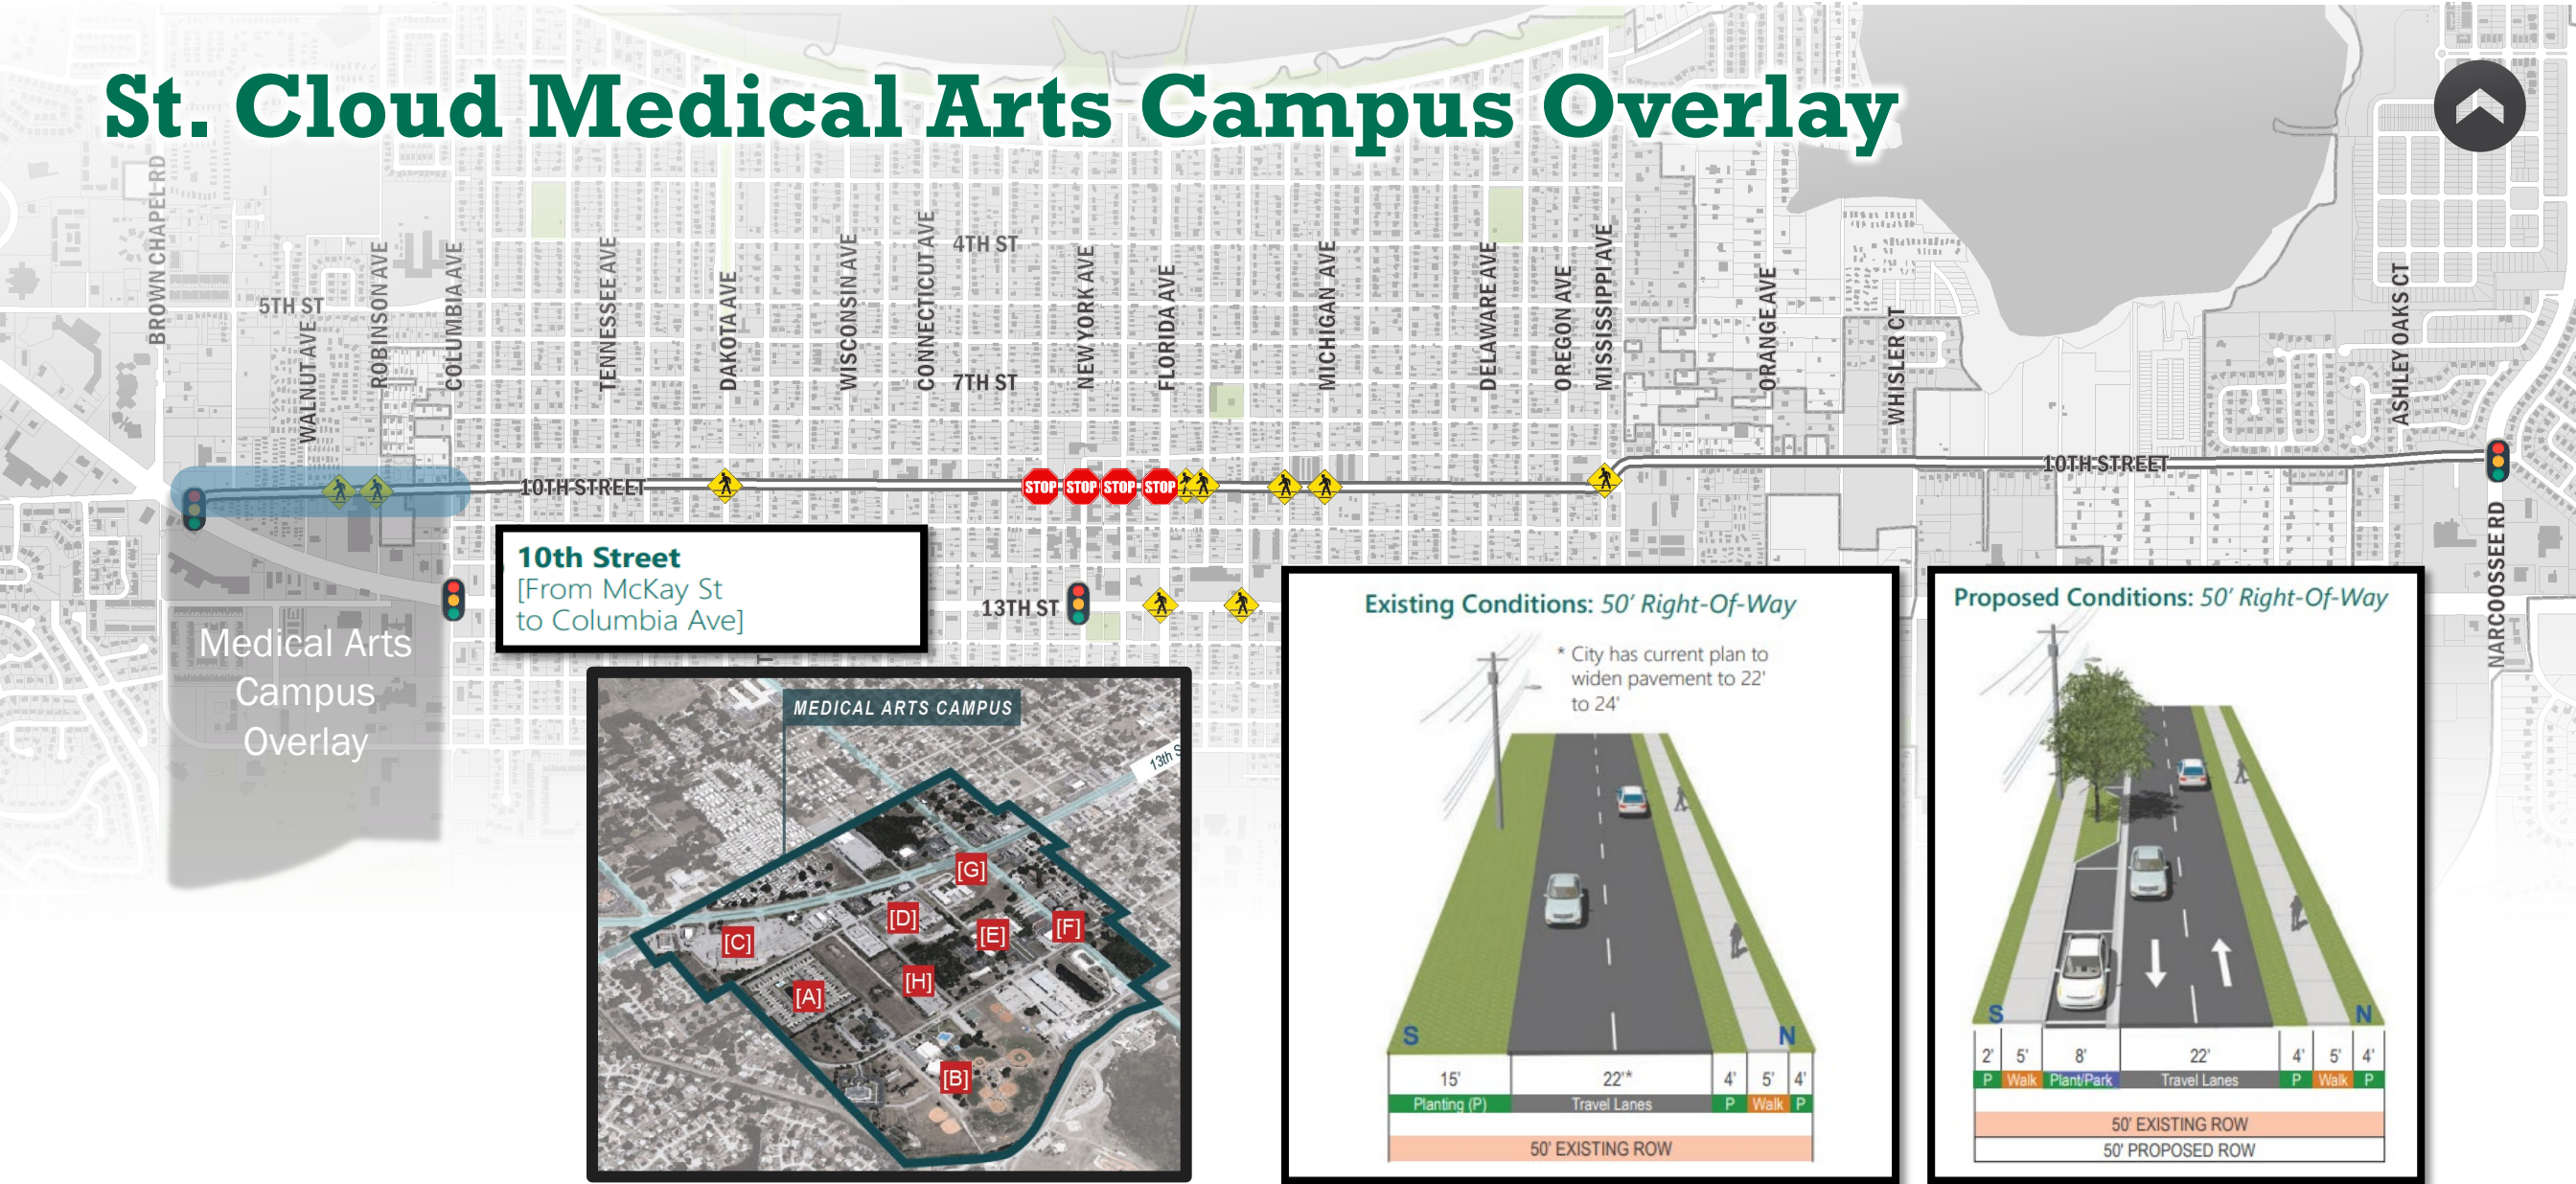 St. Cloud Medical Arts Campus Overlay
BROWN CHAPEL RD
5TH ST
WALNUT AVE
ROBINSON AVE
COLUMBIA AVE
TENNESSEE AVE
DAKOTA AVE
WISCONSIN AVE
CONNECTICUT AVE
4TH ST
7TH ST
NEW YORK AVE
FLORIDA AVE
MICHIGAN AVE
DELAWARE AVE
OREGON AVE
MISSISSIPPI AVE
ORANGE AVE
WHISLER CT
ASHLEY OAKS CT
10TH STREET
STOP STOP STOP STOP
10TH STREET
NARCOOSSEE RD
13TH ST
Medical Arts
Campus
Overlay
10th Street
[From McKay St
to Columbia Ave]
MEDICAL ARTS CAMPUS
13th S
[G]
[D]
[F]
[E]
[C]
[H]
[A]
[B]
Existing Conditions: 50' Right-Of-Way
* City has current plan to
widen pavement to 22'
to 24'
S N
15' 22'* 4' 5' 4'
Planting (P) Travel Lanes P Walk P
50' EXISTING ROW
Proposed Conditions: 50' Right-Of-Way
S N
2' 5' 8' 22' 4' 5' 4'
P Walk Plant/Park Travel Lanes P Walk P
50' EXISTING ROW
50' PROPOSED ROW